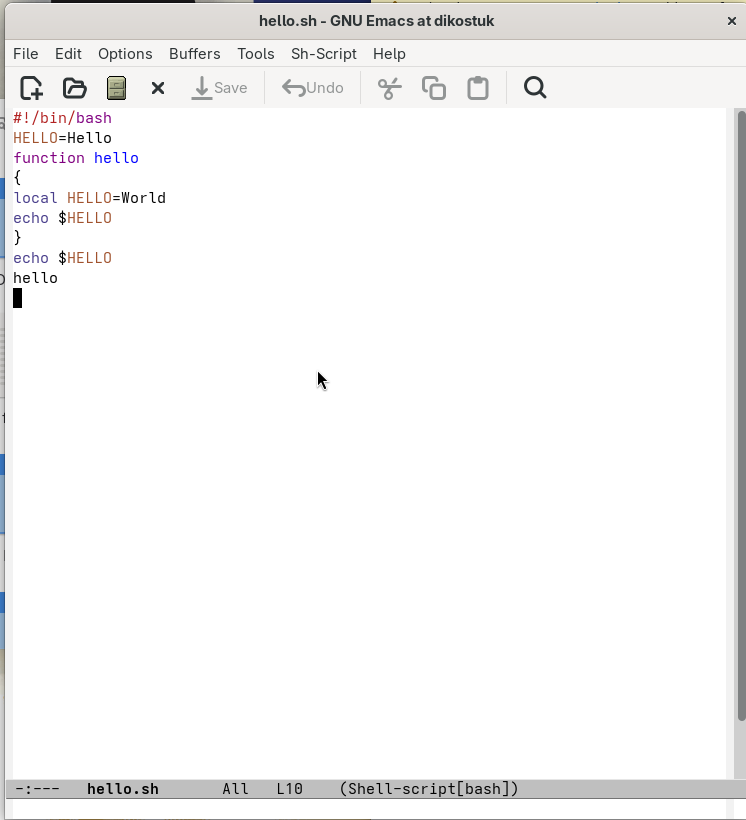 hello.sh - GNU Emacs at dikostuk ×
File Edit Options Buffers Tools Sh-Script Help
Save Undo
#!/bin/bash
HELLO=Hello
function hello
{
local HELLO=World
echo $HELLO
}
echo $HELLO
hello
-:--- hello.sh All L10 (Shell-script[bash])